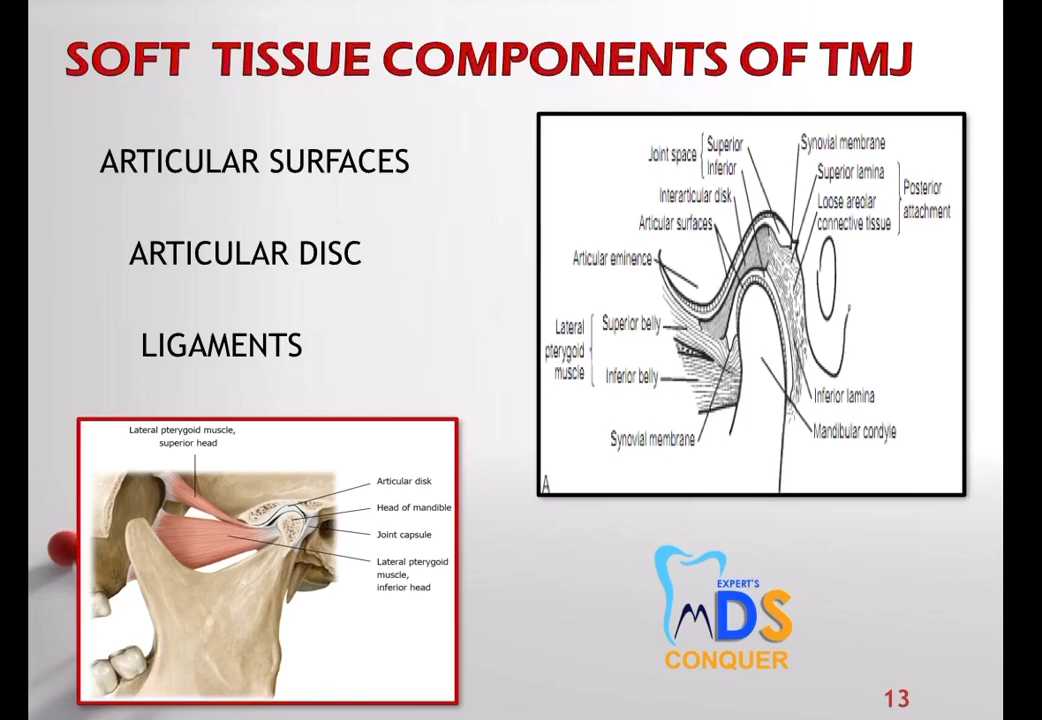 SOFT TISSUE COMPONENTS OF TMJ
ARTICULAR SURFACES
ARTICULAR DISC
LIGAMENTS
Joint space
Superior
inferior
Interarticular disk
Articular surfaces
Articular eminence
Lateral
pterygoid
muscle
Superior belly
Inferior belly
Synovial membrane
Synovial membrane
Superior lamina
Loose areolar
connective tissue
Posterior
attachment
Inferior lamina
Mandibular condyle
A
Lateral pterygoid muscle,
superior head
Articular disk
Head of mandible
Joint capsule
Lateral pterygoid
muscle,
inferior head
EXPERT'S
MDS
CONQUER
13